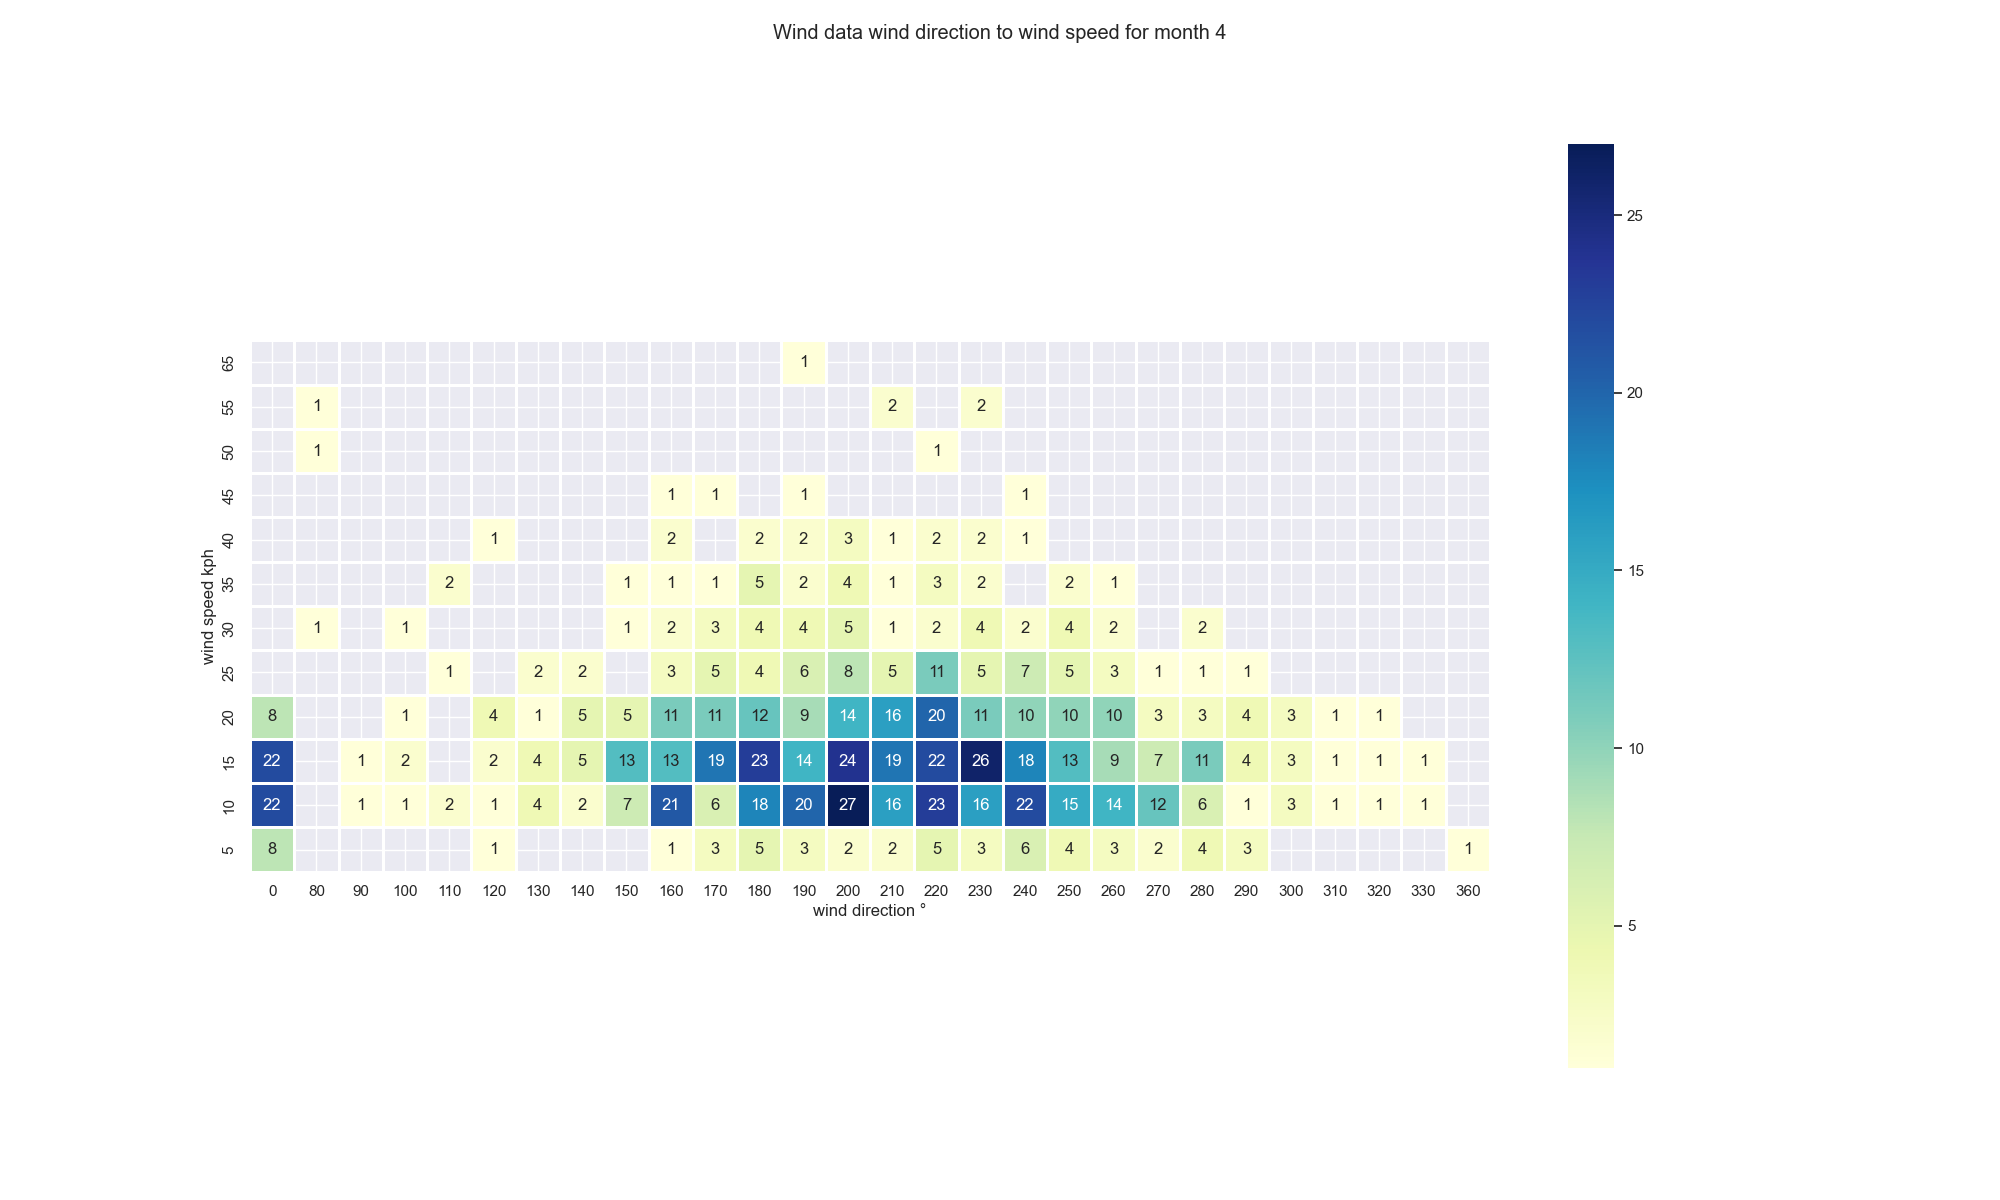 Wind data wind direction to wind speed for month 4
25
20
15
10
5
wind speed kph
65 1
55 1 2 2
50 1 1
45 1 1 1 1
40 1 2 2 2 3 1 2 2 1
35 2 1 1 1 5 2 4 1 3 2 2 1
30 1 1 1 2 3 4 4 5 1 2 4 2 4 2 2
25 1 2 2 3 5 4 6 8 5 11 5 7 5 3 1 1 1
20 8 1 4 1 5 5 11 11 12 9 14 16 20 11 10 10 10 3 3 4 3 1 1
15 22 1 2 2 4 5 13 13 19 23 14 24 19 22 26 18 13 9 7 11 4 3 1 1 1
10 22 1 1 2 1 4 2 7 21 6 18 20 27 16 23 16 22 15 14 12 6 1 3 1 1 1
5 8 1 1 3 5 3 2 2 5 3 6 4 3 2 4 3 1
0 80 90 100 110 120 130 140 150 160 170 180 190 200 210 220 230 240 250 260 270 280 290 300 310 320 330 360
wind direction °